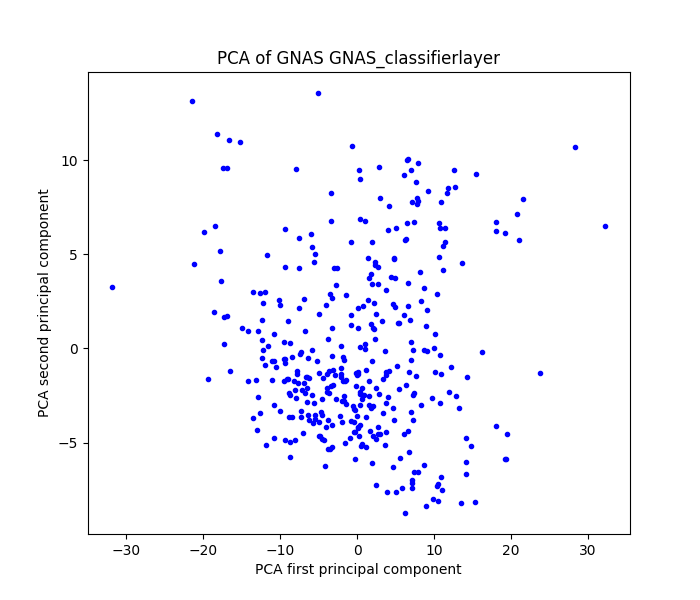 PCA of GNAS GNAS_classifierlayer
PCA second principal component
10
5
0
−5
−30 −20 −10 0 10 20 30
PCA first principal component